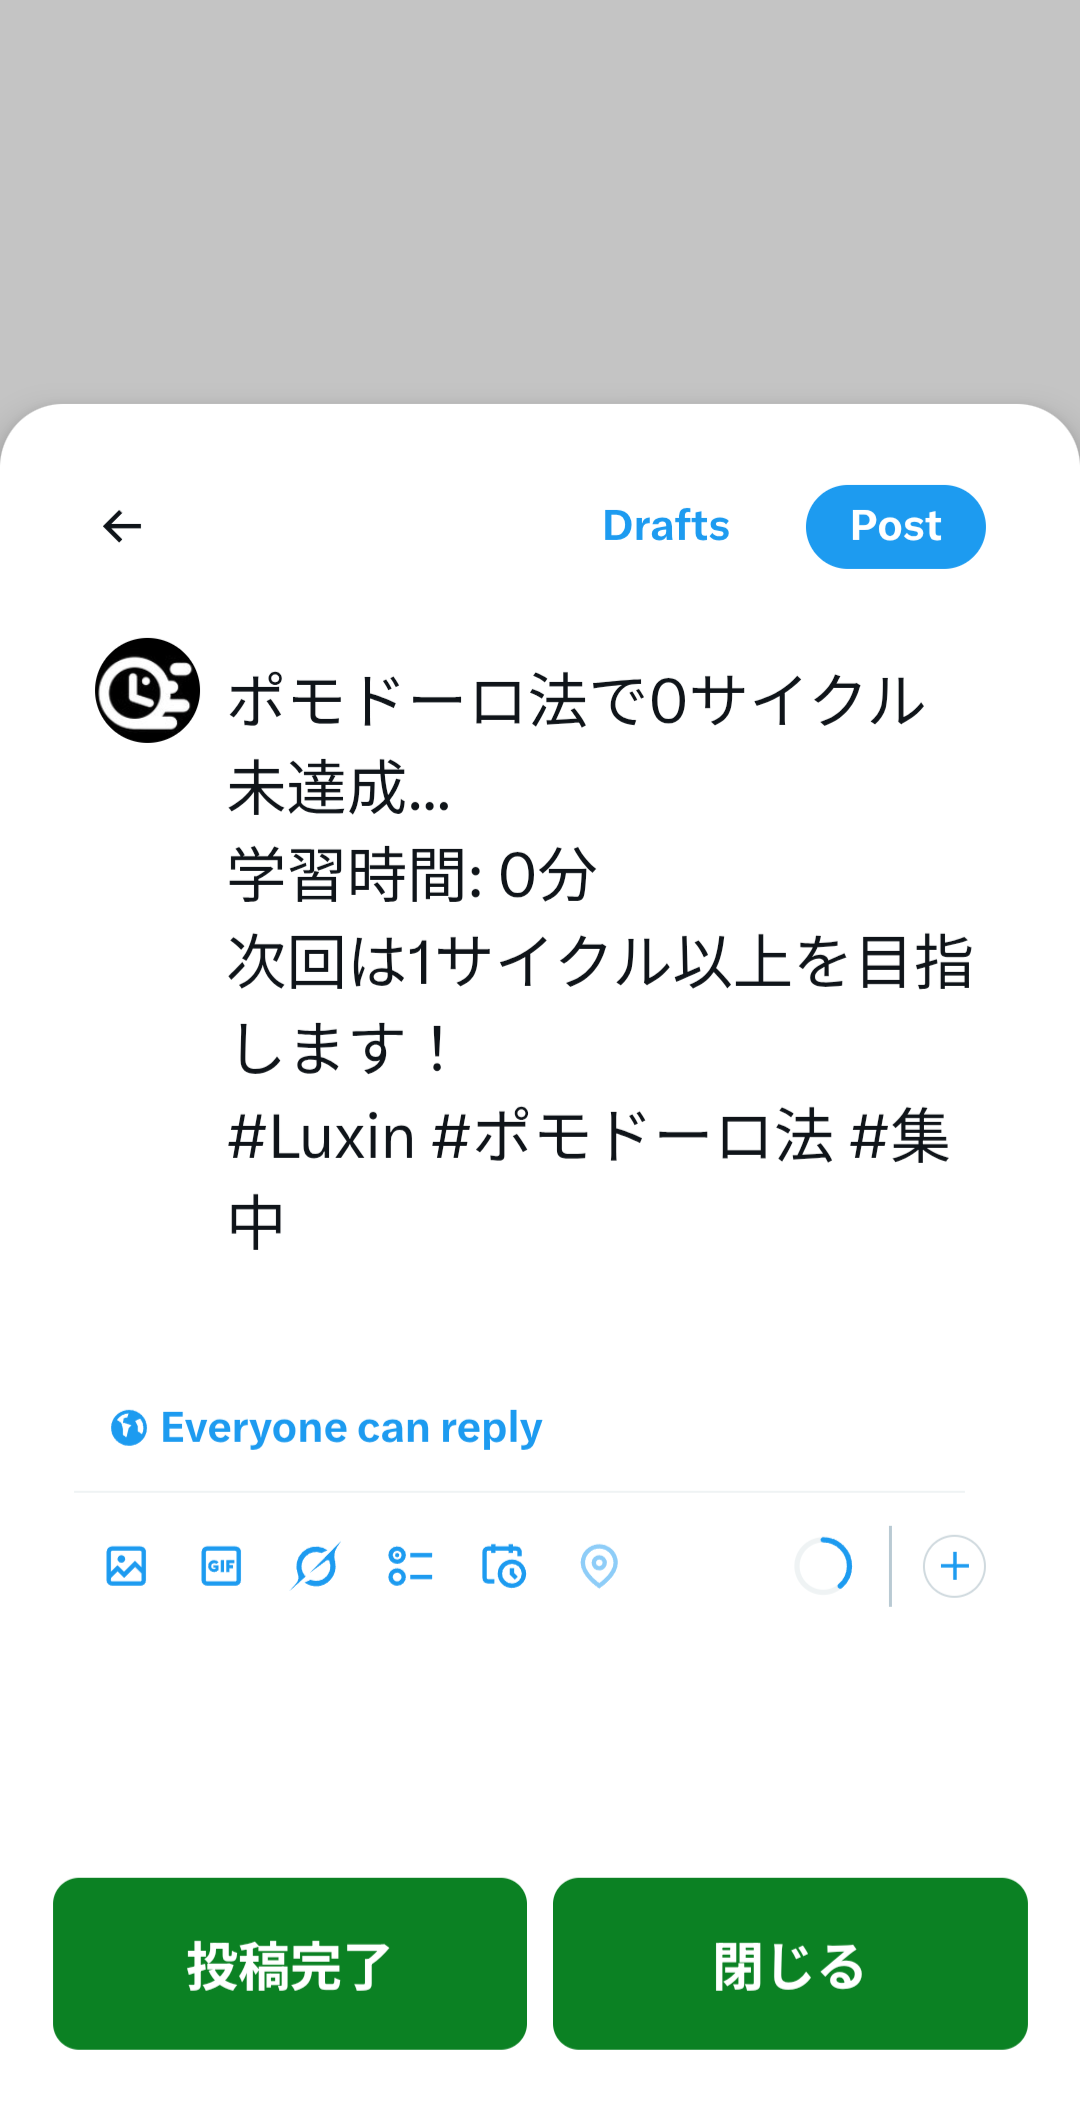 Drafts
Post
ポモドーロ法で0サイクル
未達成...
学習時間: 0分
次回は1サイクル以上を目指
します！
#Luxin #ポモドーロ法 #集
中
Everyone can reply
GIF
投稿完了
閉じる